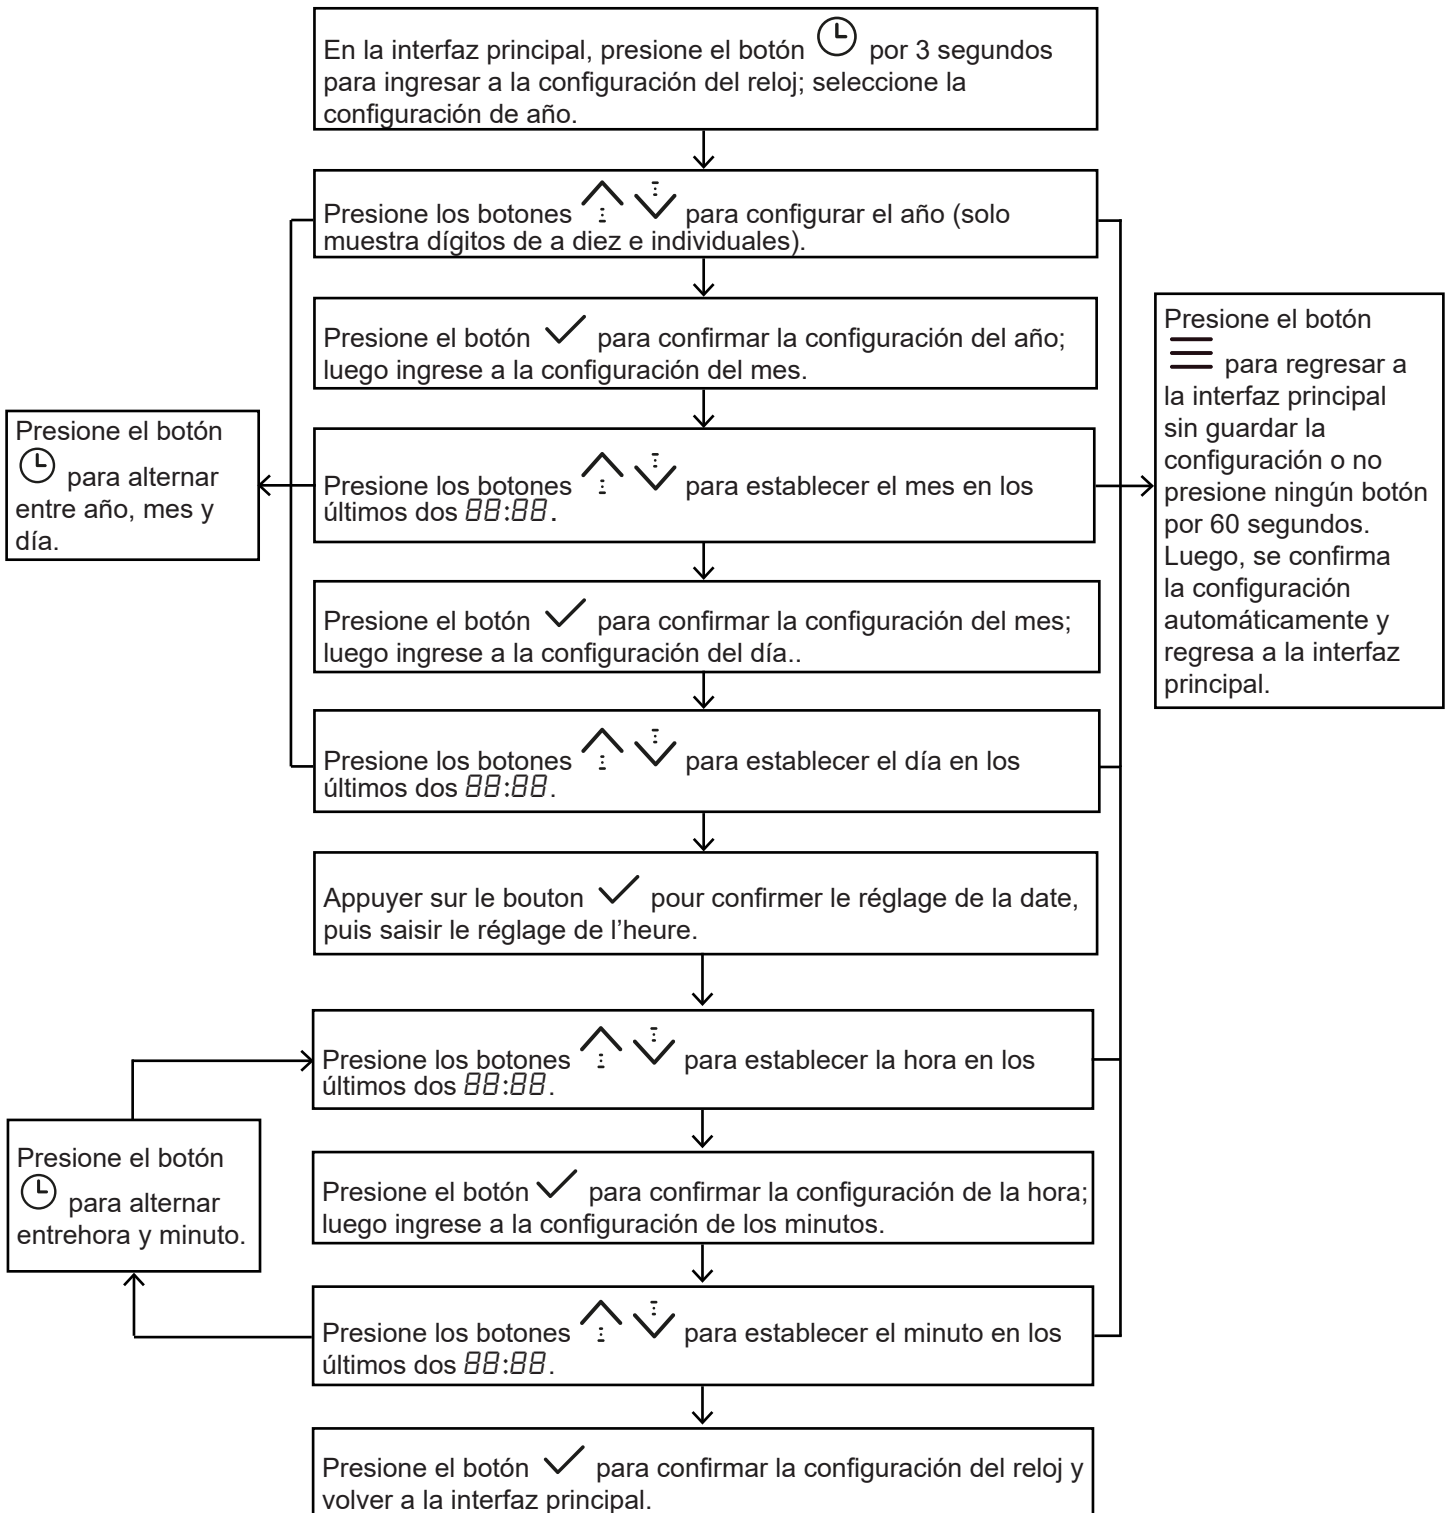 En la interfaz principal, presione el botón por 3 segundos
para ingresar a la configuración del reloj; seleccione la
configuración de año.
Presione los botones para configurar el año (solo
muestra dígitos de a diez e individuales).
Presione el botón para confirmar la configuración del año;
luego ingrese a la configuración del mes.
Presione el botón
para alternar
entre año, mes y
día.
Presione los botones para establecer el mes en los
últimos dos 88:88.
Presione el botón
para regresar a
la interfaz principal
sin guardar la
configuración o no
presione ningún botón
por 60 segundos.
Luego, se confirma
la configuración
automáticamente y
regresa a la interfaz
principal.
Presione el botón para confirmar la configuración del mes;
luego ingrese a la configuración del día..
Presione los botones para establecer el día en los
últimos dos 88:88.
Appuyer sur le bouton pour confirmer le réglage de la date,
puis saisir le réglage de l’heure.
Presione los botones para establecer la hora en los
últimos dos 88:88.
Presione el botón
para alternar
entrehora y minuto.
Presione el botón para confirmar la configuración de la hora;
luego ingrese a la configuración de los minutos.
Presione los botones para establecer el minuto en los
últimos dos 88:88.
Presione el botón para confirmar la configuración del reloj y
volver a la interfaz principal.